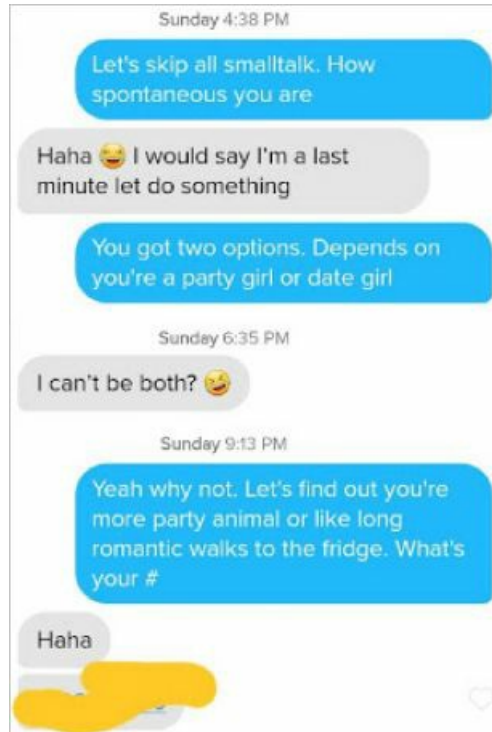 Sunday 4:38 PM
Let's skip all smalltalk. How
spontaneous you are
Haha 😂 I would say I'm a last
minute let do something
You got two options. Depends on
you're a party girl or date girl
Sunday 6:35 PM
I can't be both? 🤣
Sunday 9:13 PM
Yeah why not. Let's find out you're
more party animal or like long
romantic walks to the fridge. What's
your #
Haha